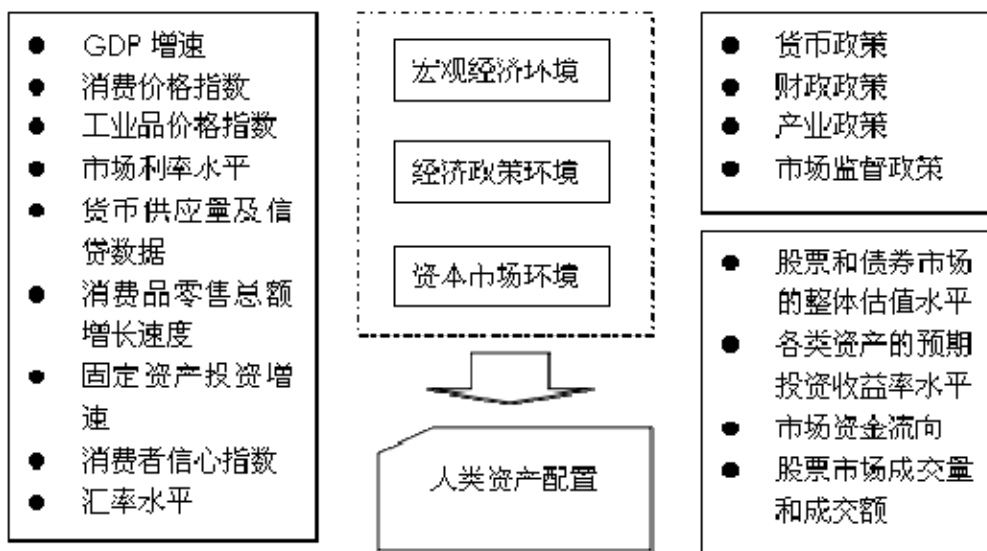 GDP 增速
消费价格指数
工业品价格指数
市场利率水平
货币供应量及信
贷数据
消费品零售总额
增长速度
固定资产投资增
速
消费者信心指数
汇率水平
宏观经济环境
经济政策环境
资本市场环境
人类资产配置
货币政策
财政政策
产业政策
市场监督政策
股票和债券市场
的整体估值水平
各类资产的预期
投资收益率水平
市场资金流向
股票市场成交量
和成交额